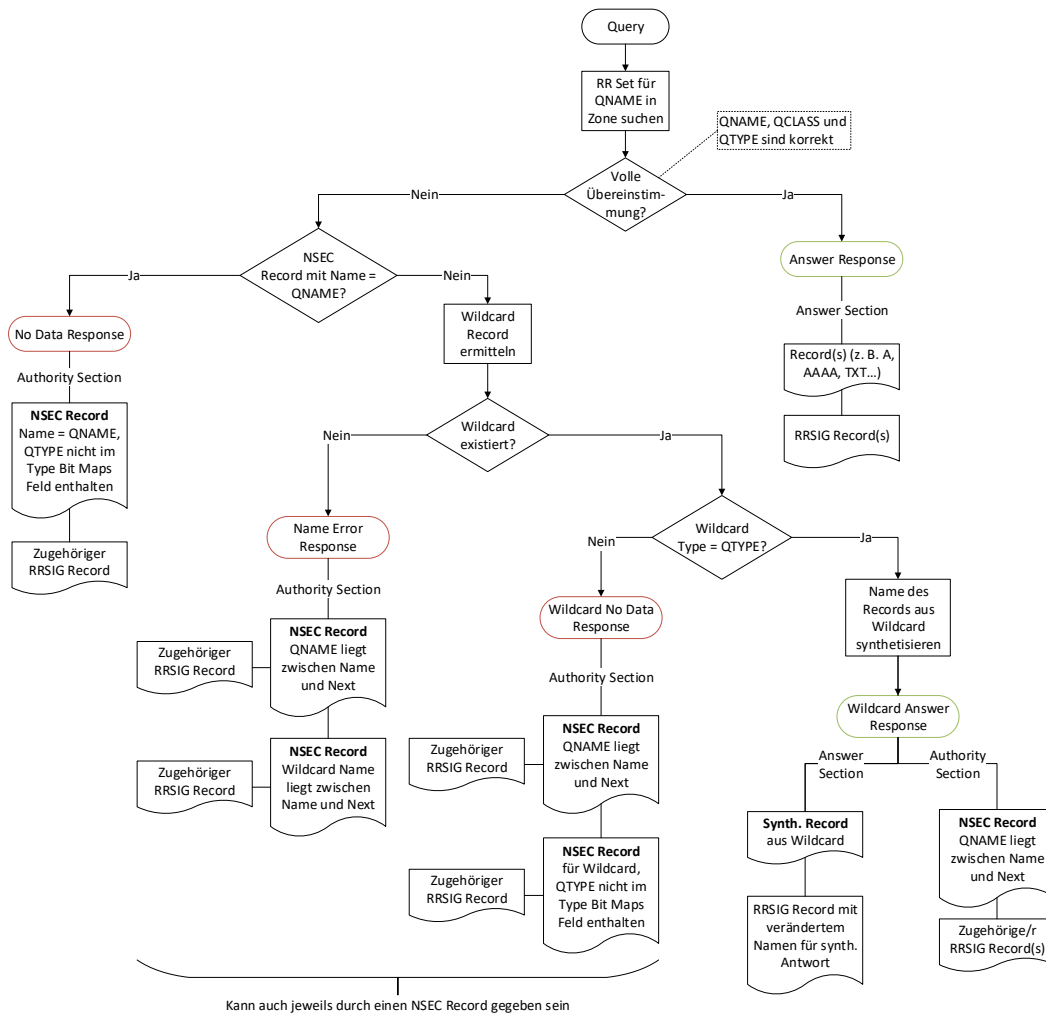 Query
RR Set für
QNAME in
Zone suchen
QNAME, QCLASS und
QTYPE sind korrekt
Volle
Übereinstim-
mung?
Nein
Ja
NSEC
Record mit Name =
QNAME?
Ja
Nein
Answer Response
Answer Section
Record(s) (z. B. A,
AAAA, TXT...)
RRSIG Record(s)
No Data Response
Authority Section
NSEC Record
Name = QNAME,
QTYPE nicht im
Type Bit Maps
Feld enthalten
Zugehöriger
RRSIG Record
Wildcard
Record
ermitteln
Wildcard
existiert?
Nein
Ja
Name Error
Response
Authority Section
NSEC Record
QNAME liegt
zwischen Name
und Next
Zugehöriger
RRSIG Record
NSEC Record
Wildcard Name
liegt zwischen
Name und Next
Zugehöriger
RRSIG Record
Wildcard
Type = QTYPE?
Nein
Ja
Wildcard No Data
Response
Authority Section
NSEC Record
QNAME liegt
zwischen Name
und Next
Zugehöriger
RRSIG Record
NSEC Record
für Wildcard,
QTYPE nicht im
Type Bit Maps
Feld enthalten
Zugehöriger
RRSIG Record
Name des
Records aus
Wildcard
synthetisieren
Wildcard Answer
Response
Answer
Section
Authority
Section
Synth. Record
aus Wildcard
RRSIG Record mit
verändertem
Namen für synth.
Antwort
NSEC Record
QNAME liegt
zwischen Name
und Next
Zugehörige/r
RRSIG Record(s)
Kann auch jeweils durch einen NSEC Record gegeben sein